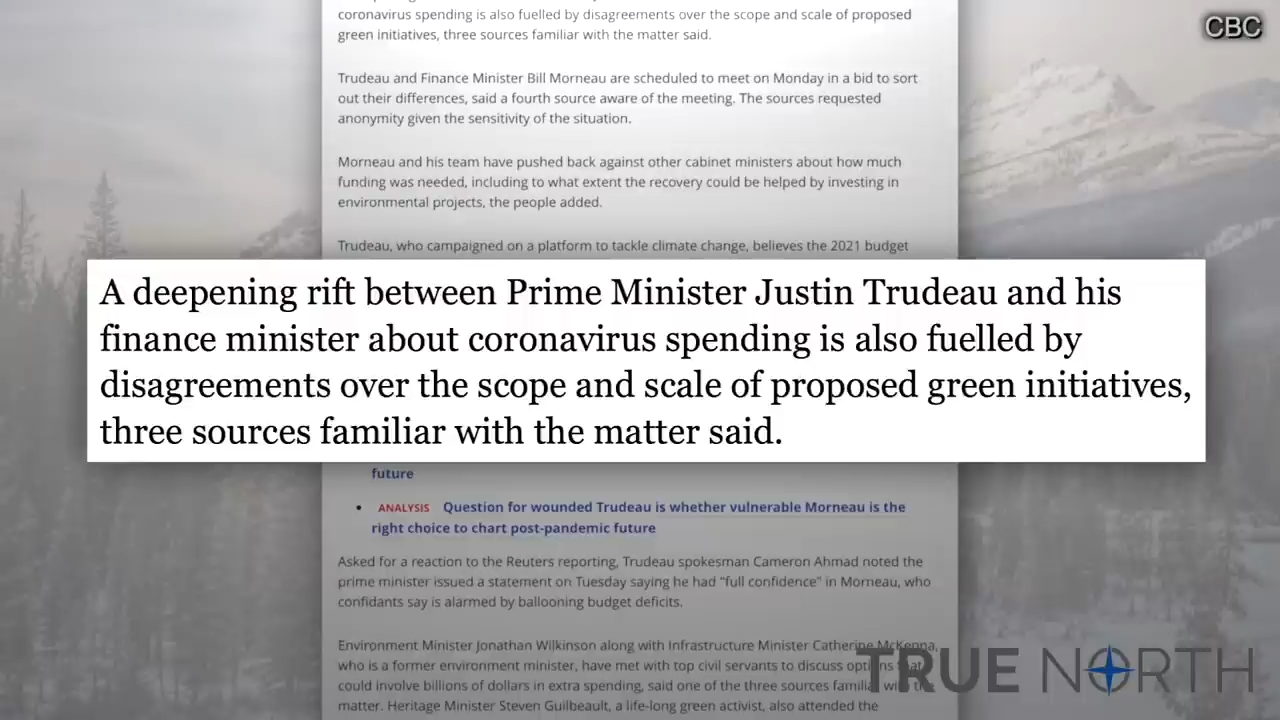 CBC
coronavirus spending is also fuelled by disagreements over the scope and scale of proposed
green initiatives, three sources familiar with the matter said.
Trudeau and Finance Minister Bill Morneau are scheduled to meet on Monday in a bid to sort
out their differences, said a fourth source aware of the meeting. The sources requested
anonymity given the sensitivity of the situation.
Morneau and his team have pushed back against other cabinet ministers about how much
funding was needed, including to what extent the recovery could be helped by investing in
environmental projects, the people added.
Trudeau, who campaigned on a platform to tackle climate change, believes the 2021 budget
A deepening rift between Prime Minister Justin Trudeau and his
finance minister about coronavirus spending is also fuelled by
disagreements over the scope and scale of proposed green initiatives,
three sources familiar with the matter said.
future
• ANALYSIS Question for wounded Trudeau is whether vulnerable Morneau is the
right choice to chart post-pandemic future
Asked for a reaction to the Reuters reporting, Trudeau spokesman Cameron Ahmad noted the
prime minister issued a statement on Tuesday saying he had "full confidence" in Morneau, who
confidants say is alarmed by ballooning budget deficits.
Environment Minister Jonathan Wilkinson along with Infrastructure Minister Catherine McKenna,
who is a former environment minister, have met with top civil servants to discuss options that
could involve billions of dollars in extra spending, said one of the three sources familiar with the
matter. Heritage Minister Steven Guilbeault, a life-long green activist, also attended the
TRUE NORTH